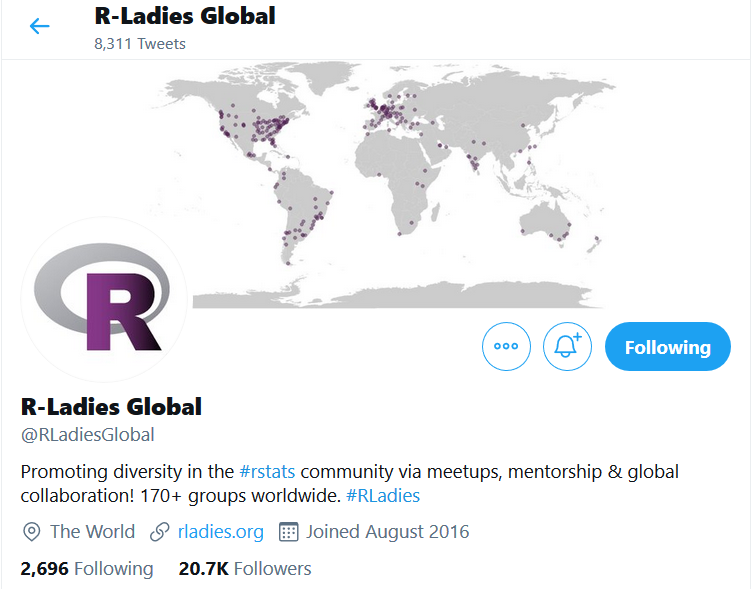 R-Ladies Global
8,311 Tweets
R
Following
R-Ladies Global
@RLadiesGlobal
Promoting diversity in the #rstats community via meetups, mentorship & global
collaboration! 170+ groups worldwide. #RLadies
The World rladies.org Joined August 2016
2,696 Following 20.7K Followers